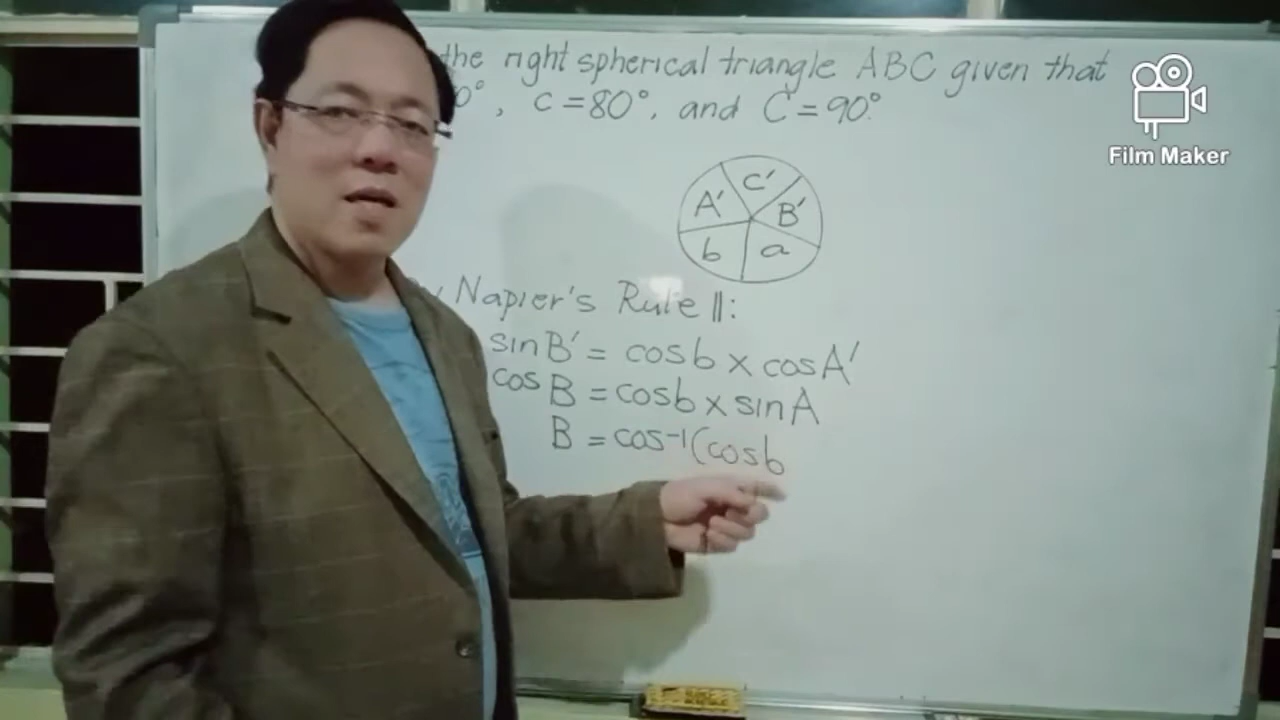 the right spherical triangle ABC given that
0°, c=80°, and C=90°.
Film Maker
C'
A' B'
b a
Napier's Rule II:
sin B' = cos b x cos A'
cos B = cos b x sin A
B = cos⁻¹(cos b